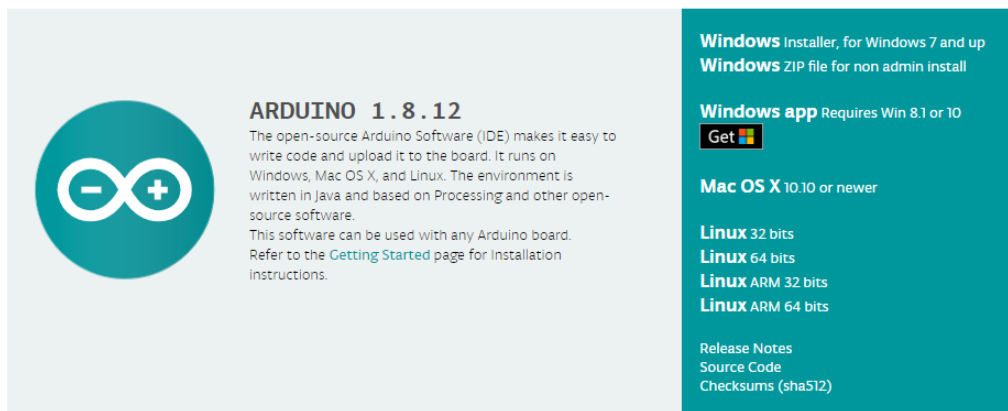 ARDUINO 1.8.12
The open-source Arduino Software (IDE) makes it easy to
write code and upload it to the board. It runs on
Windows, Mac OS X, and Linux. The environment is
written in Java and based on Processing and other open-
source software.
This software can be used with any Arduino board.
Refer to the Getting Started page for Installation
instructions.
Windows Installer, for Windows 7 and up
Windows ZIP file for non admin install
Windows app Requires Win 8.1 or 10
Get
Mac OS X 10.10 or newer
Linux 32 bits
Linux 64 bits
Linux ARM 32 bits
Linux ARM 64 bits
Release Notes
Source Code
Checksums (sha512)